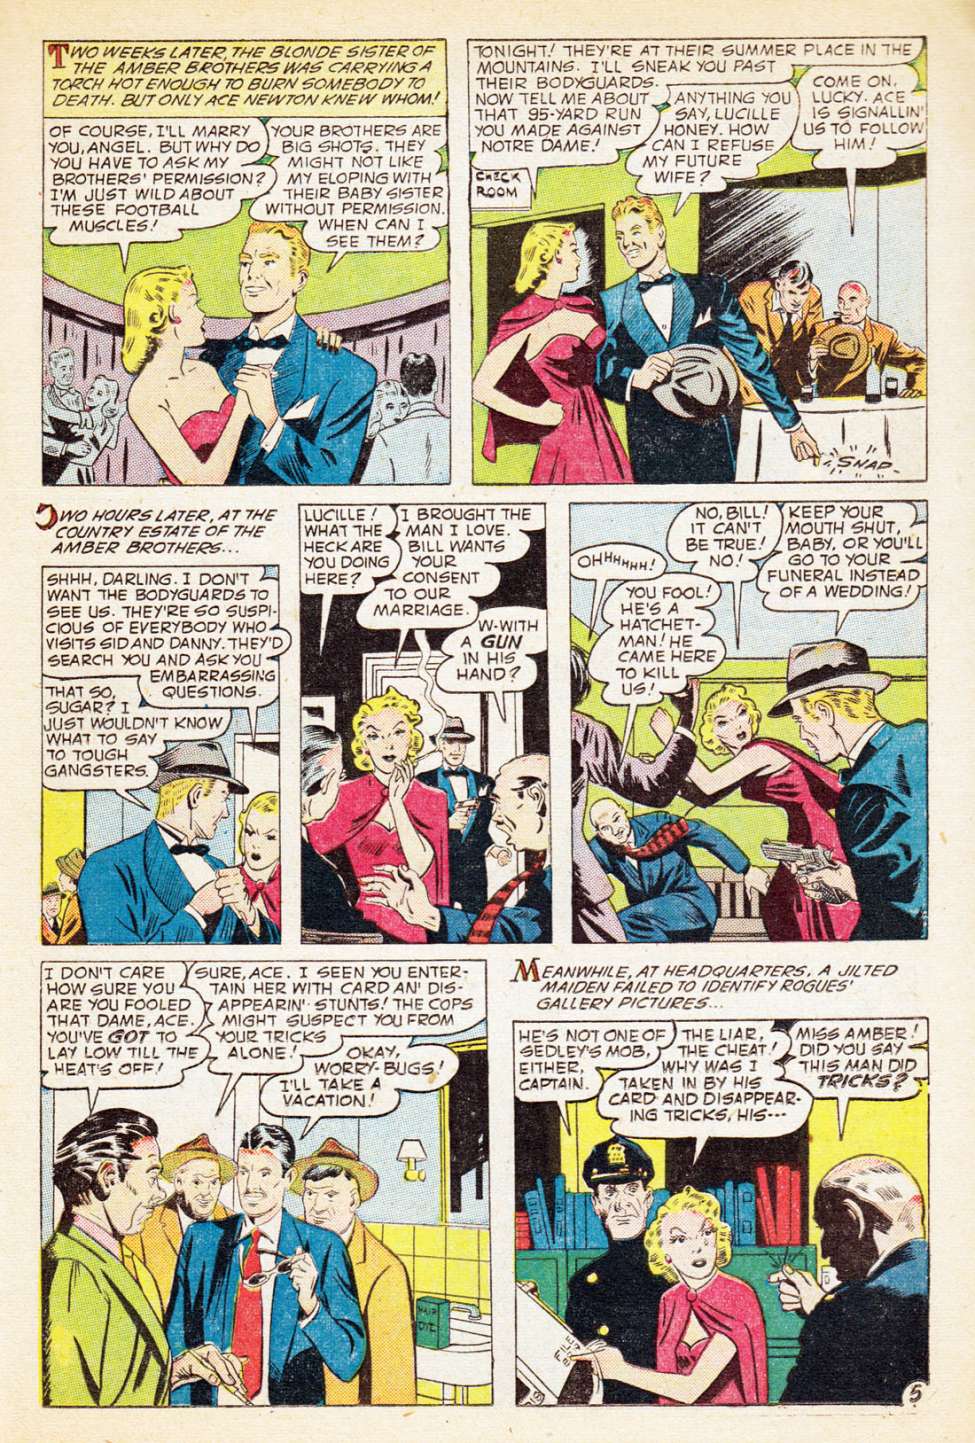 TWO WEEKS LATER, THE BLONDE SISTER OF
THE AMBER BROTHERS WAS CARRYING A
TORCH HOT ENOUGH TO BURN SOMEBODY TO
DEATH. BUT ONLY ACE NEWTON KNEW WHOM!
OF COURSE, I'LL MARRY
YOU, ANGEL. BUT WHY DO
YOU HAVE TO ASK MY
BROTHERS' PERMISSION?
I'M JUST WILD ABOUT
THESE FOOTBALL
MUSCLES!
YOUR BROTHERS ARE
BIG SHOTS. THEY
MIGHT NOT LIKE
MY ELOPING WITH
THEIR BABY SISTER
WITHOUT PERMISSION.
WHEN CAN I
SEE THEM?
TONIGHT! THEY'RE AT THEIR SUMMER PLACE IN THE
MOUNTAINS. I'LL SNEAK YOU PAST
THEIR BODYGUARDS.
NOW TELL ME ABOUT
THAT 95-YARD RUN
YOU MADE AGAINST
NOTRE DAME!
ANYTHING YOU
SAY, LUCILLE
HONEY. HOW
CAN I REFUSE
MY FUTURE
WIFE?
COME ON,
LUCKY. ACE
IS SIGNALLIN'
US TO FOLLOW
HIM!
CHECK
ROOM
SNAP
TWO HOURS LATER, AT THE
COUNTRY ESTATE OF THE
AMBER BROTHERS...
SHHH, DARLING. I DON'T
WANT THE BODYGUARDS TO
SEE US. THEY'RE SO SUSPI-
CIOUS OF EVERYBODY WHO
VISITS SID AND DANNY. THEY'D
SEARCH YOU AND ASK YOU
EMBARRASSING
QUESTIONS.
THAT SO,
SUGAR? I
JUST WOULDN'T KNOW
WHAT TO SAY
TO TOUGH
GANGSTERS.
LUCILLE!
WHAT THE
HECK ARE
YOU DOING
HERE?
I BROUGHT THE
MAN I LOVE.
BILL WANTS
YOUR
CONSENT
TO OUR
MARRIAGE.
W-WITH
A GUN
IN HIS
HAND?
OHHHHHH!
YOU FOOL!
HE'S A
HATCHET-
MAN! HE
CAME HERE
TO KILL
US!
NO, BILL!
IT CAN'T
BE TRUE!
NO!
KEEP YOUR
MOUTH SHUT,
BABY, OR YOU'LL
GO TO YOUR
FUNERAL INSTEAD
OF A WEDDING!
I DON'T CARE
HOW SURE YOU
ARE YOU FOOLED
THAT DAME, ACE.
YOU'VE GOT TO
LAY LOW TILL THE
HEAT'S OFF!
SURE, ACE. I SEEN YOU ENTER-
TAIN HER WITH CARD AN' DIS-
APPEARIN' STUNTS! THE COPS
MIGHT SUSPECT YOU FROM
YOUR TRICKS
ALONE!
OKAY,
WORRY-BUGS!
I'LL TAKE A
VACATION!
HAIR
DYE
MEANWHILE, AT HEADQUARTERS, A JILTED
MAIDEN FAILED TO IDENTIFY ROGUES'
GALLERY PICTURES...
HE'S NOT ONE OF
SEDLEY'S MOB,
EITHER,
CAPTAIN.
THE LIAR,
THE CHEAT!
WHY WAS I
TAKEN IN BY HIS
CARD AND DISAPPEAR-
ING TRICKS, HIS---
MISS AMBER!
DID YOU SAY
THIS MAN DID
TRICKS?
FILE
5